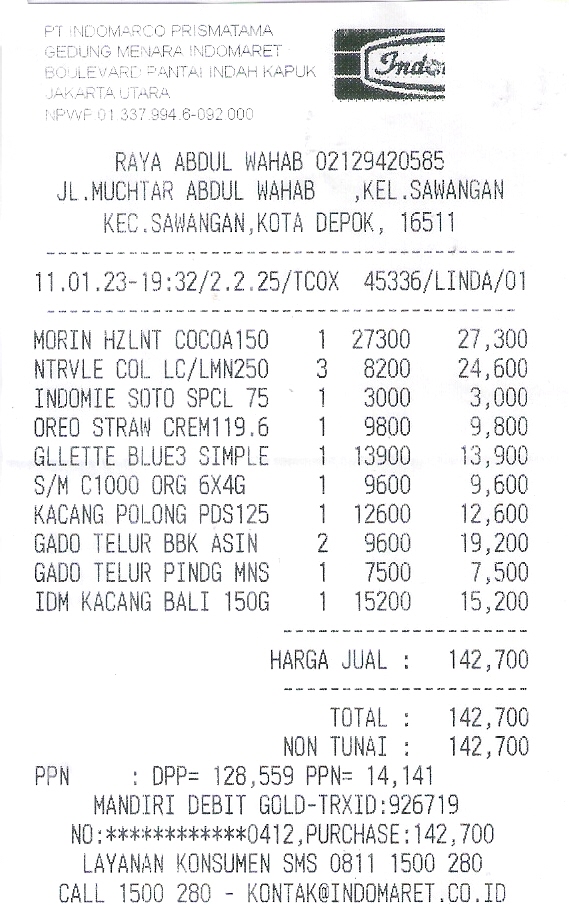 PT INDOMARCO PRISMATAMA
GEDUNG MENARA INDOMARET
BOULEVARD PANTAI INDAH KAPUK
JAKARTA UTARA
NPWP 01.337.994.6-092.000
Indo
RAYA ABDUL WAHAB 02129420585
JL.MUCHTAR ABDUL WAHAB ,KEL.SAWANGAN
KEC.SAWANGAN,KOTA DEPOK, 16511
11.01.23-19:32/2.2.25/TCOX 45336/LINDA/01
MORIN HZLNT COCOA150 1 27300 27,300
NTRVLE COL LC/LMN250 3 8200 24,600
INDOMIE SOTO SPCL 75 1 3000 3,000
OREO STRAW CREM119.6 1 9800 9,800
GLLETTE BLUE3 SIMPLE 1 13900 13,900
S/M C1000 ORG 6X4G 1 9600 9,600
KACANG POLONG PDS125 1 12600 12,600
GADO TELUR BBK ASIN 2 9600 19,200
GADO TELUR PINDG MNS 1 7500 7,500
IDM KACANG BALI 150G 1 15200 15,200
HARGA JUAL : 142,700
TOTAL : 142,700
NON TUNAI : 142,700
PPN : DPP= 128,559 PPN= 14,141
MANDIRI DEBIT GOLD-TRXID:926719
NO:************0412,PURCHASE:142,700
LAYANAN KONSUMEN SMS 0811 1500 280
CALL 1500 280 - KONTAK@INDOMARET.CO.ID